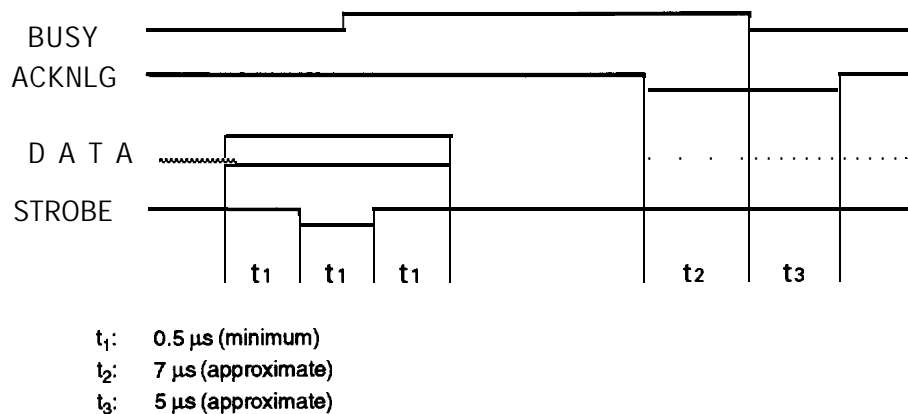 BUSY
ACKNLG
DATA
STROBE
t₁ t₁ t₁ t₂ t₃
t₁: 0.5 µs (minimum)
t₂: 7 µs (approximate)
t₃: 5 µs (approximate)